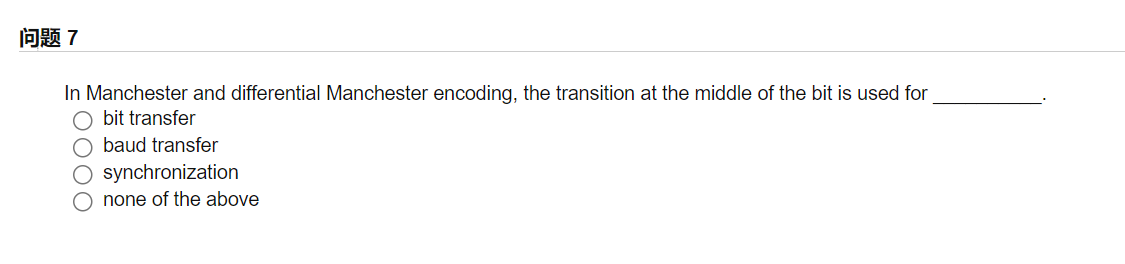 问题 7
In Manchester and differential Manchester encoding, the transition at the middle of the bit is used for __________.
bit transfer
baud transfer
synchronization
none of the above